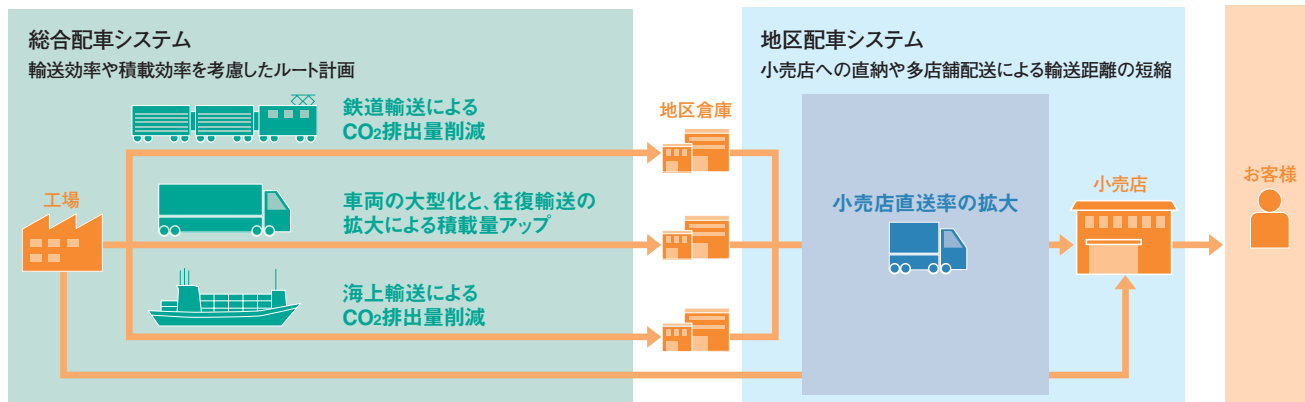 総合配車システム
輸送効率や積載効率を考慮したルート計画
鉄道輸送による
CO₂排出量削減
工場
車両の大型化と、往復輸送の
拡大による積載量アップ
海上輸送による
CO₂排出量削減
地区倉庫
地区配車システム
小売店への直納や多店舗配送による輸送距離の短縮
小売店直送率の拡大
小売店
お客様